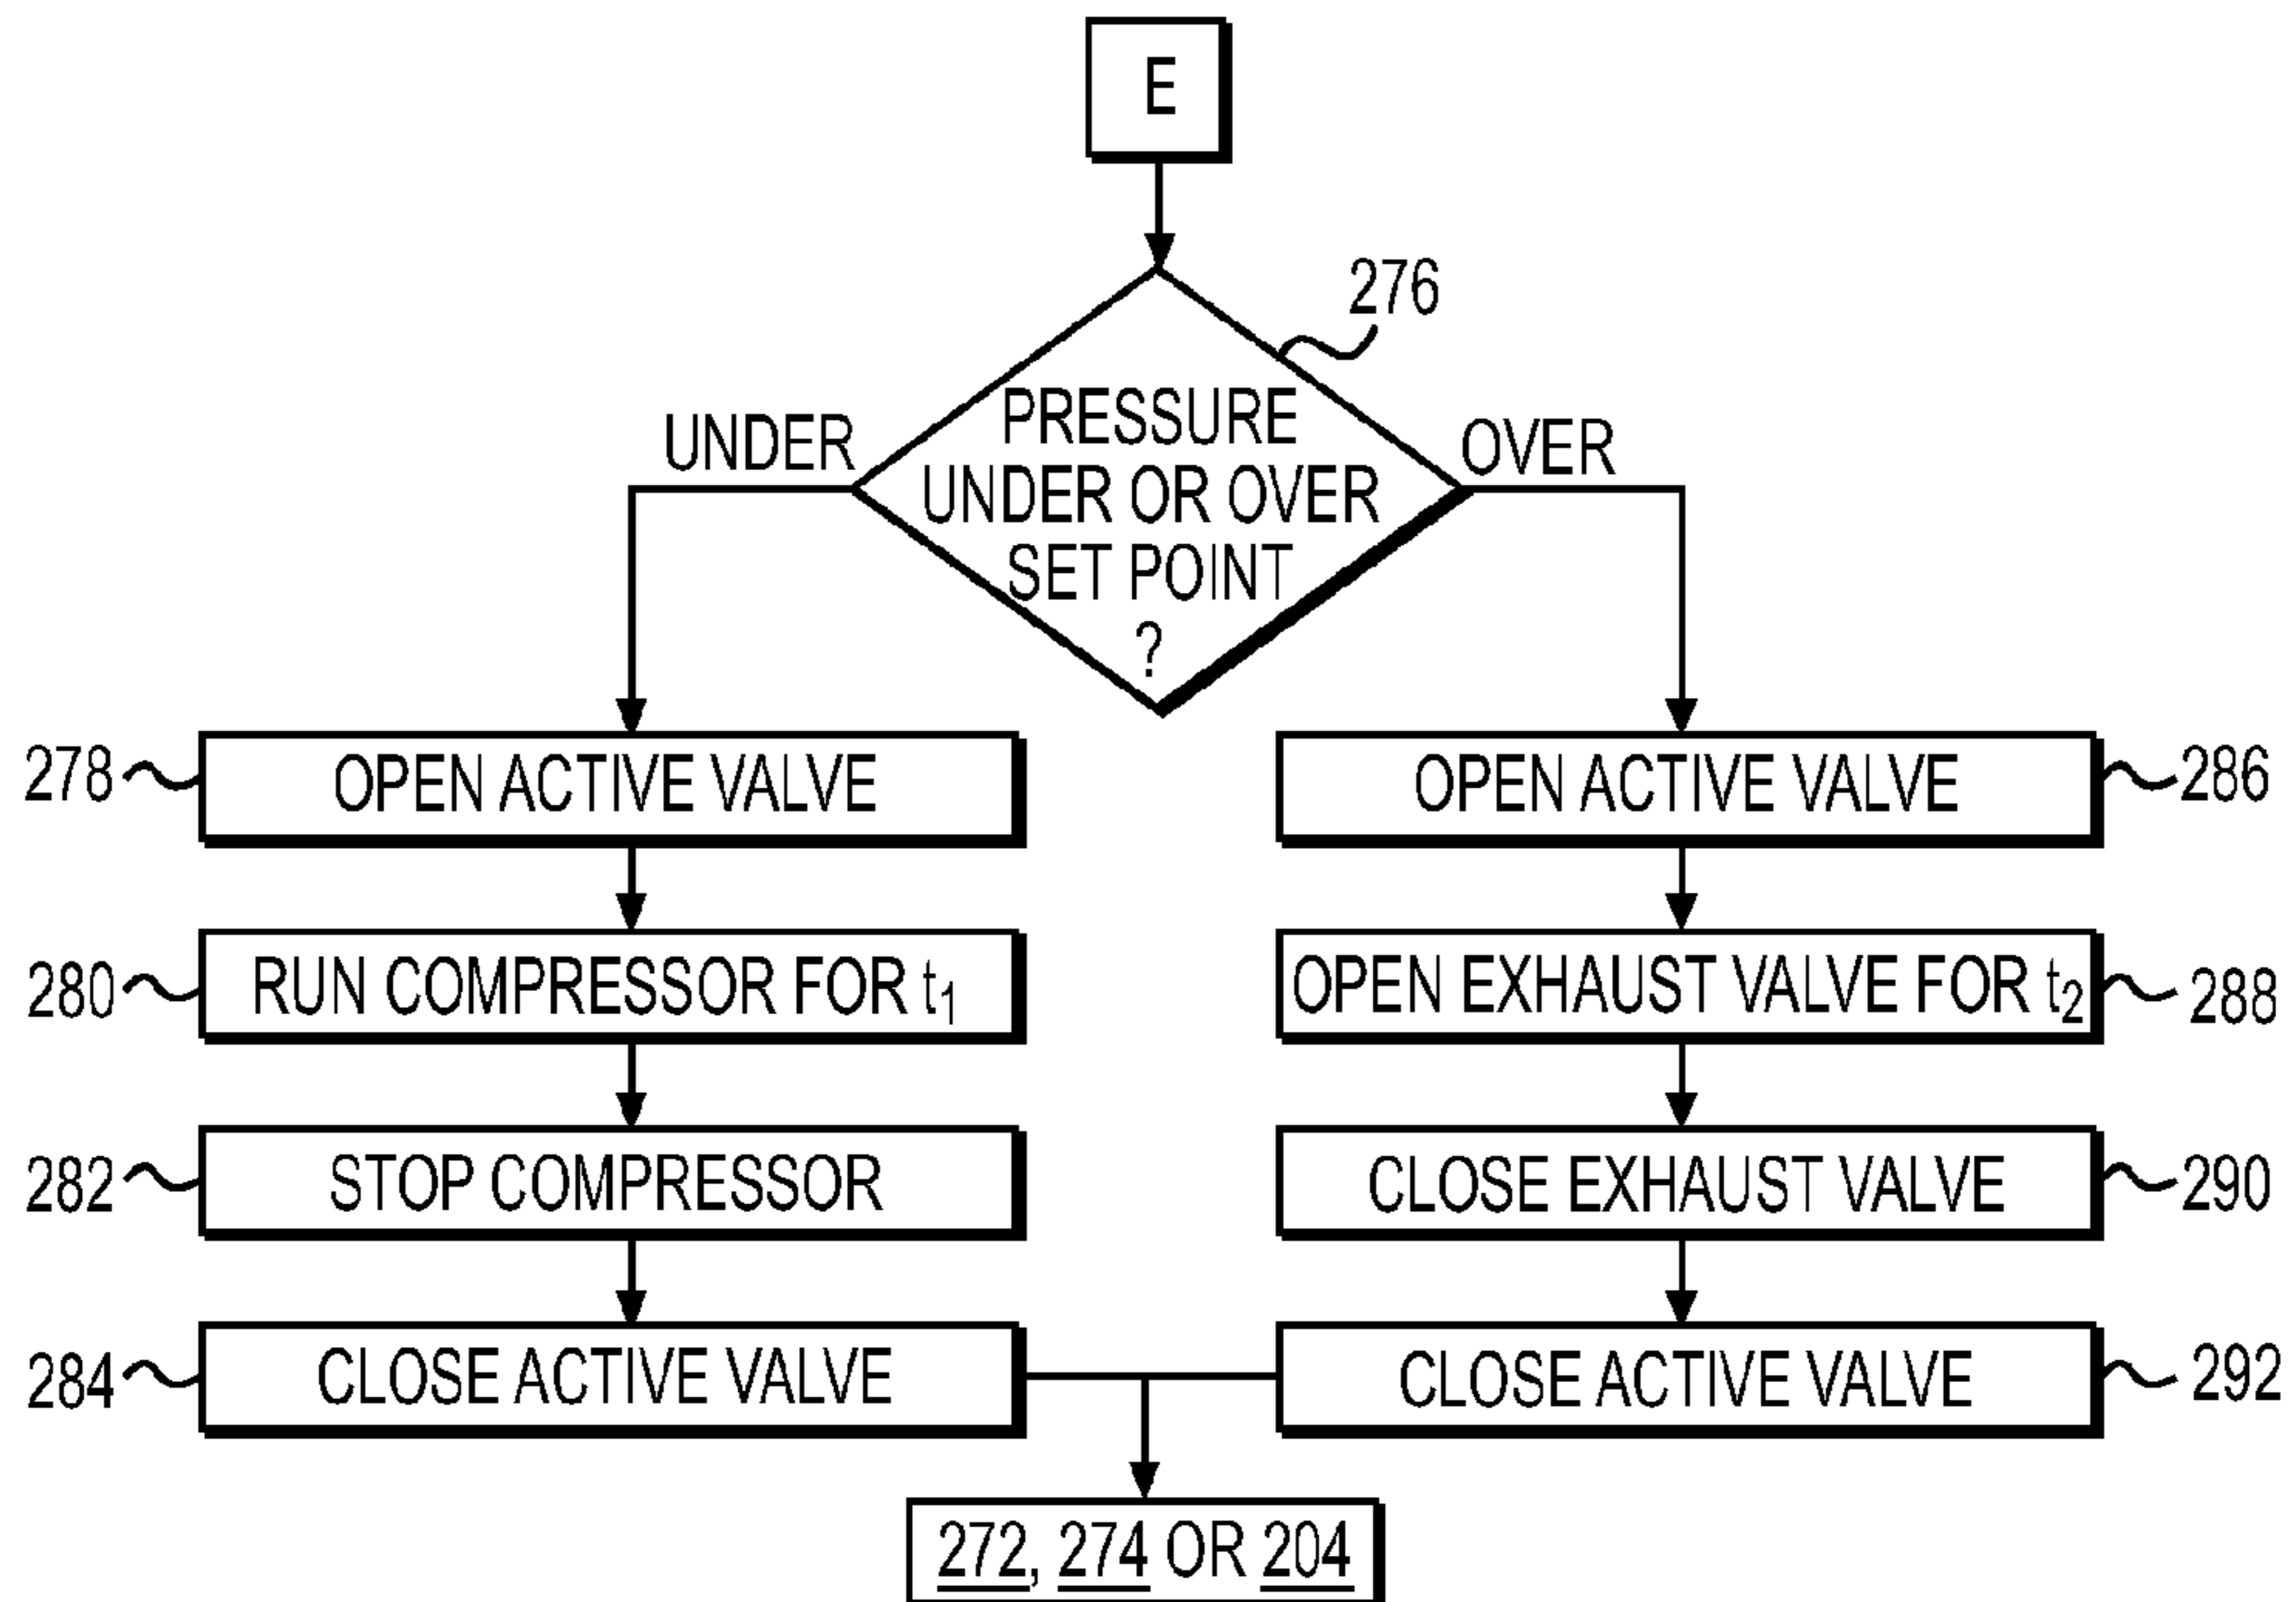 E
276
PRESSURE
UNDER OR OVER
SET POINT
?
UNDER
OVER
278
OPEN ACTIVE VALVE
280
RUN COMPRESSOR FOR t₁
282
STOP COMPRESSOR
284
CLOSE ACTIVE VALVE
OPEN ACTIVE VALVE
286
OPEN EXHAUST VALVE FOR t₂
288
CLOSE EXHAUST VALVE
290
CLOSE ACTIVE VALVE
292
272, 274 OR 204